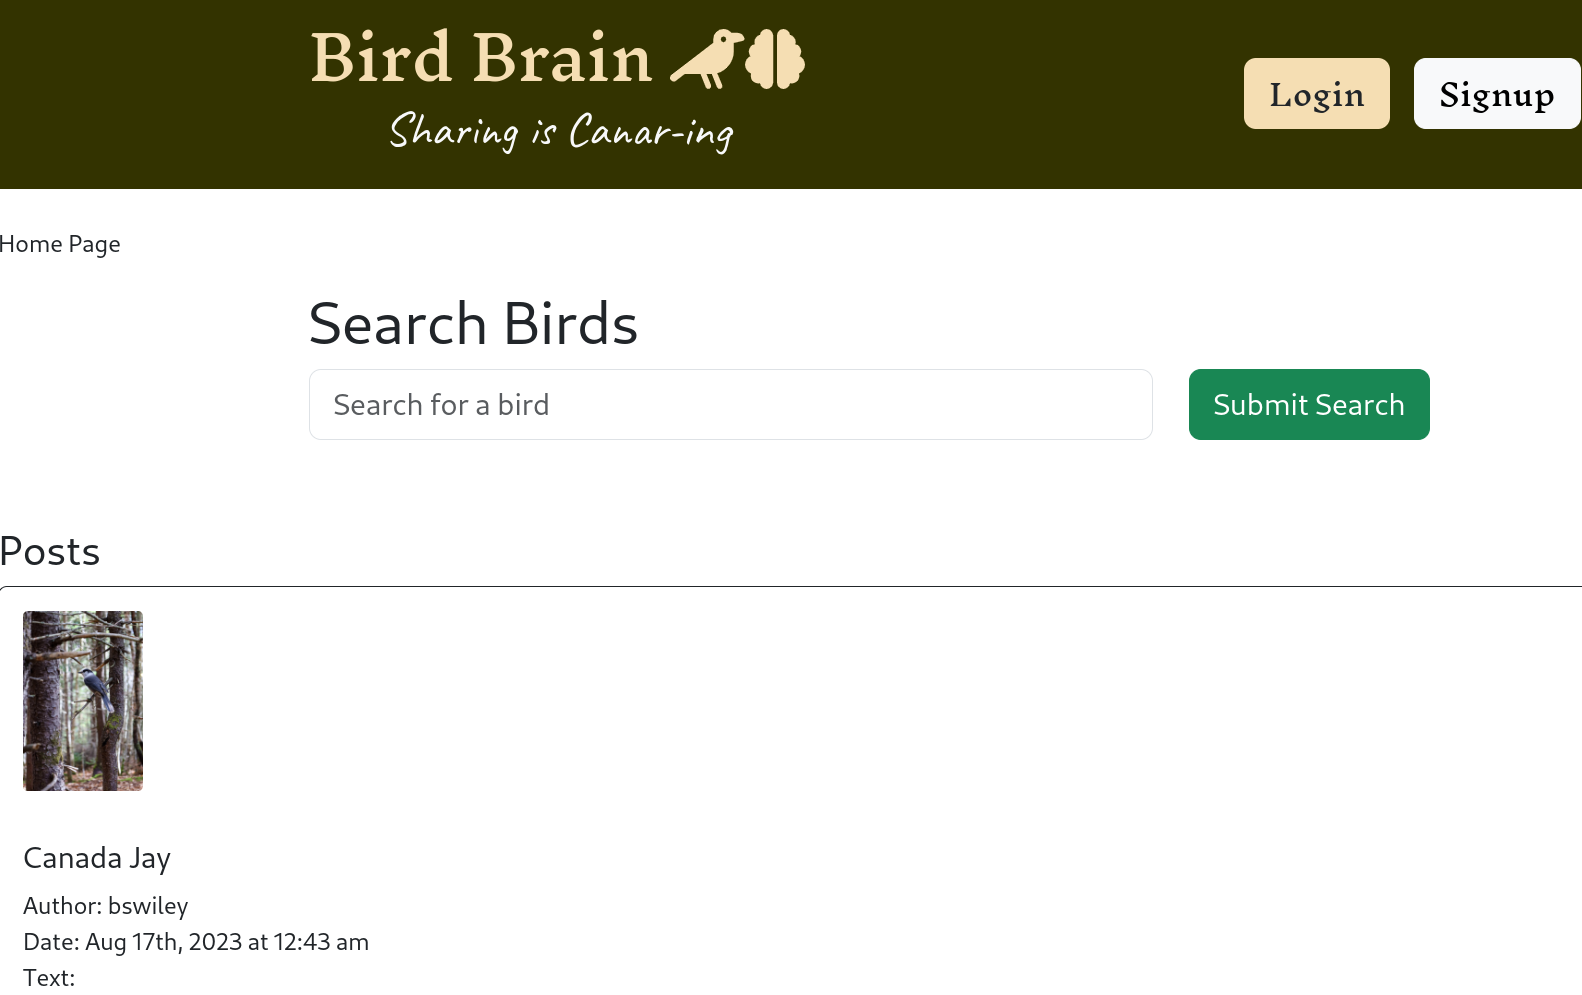 Bird Brain
Sharing is Canar-ing
Login
Signup
Home Page
Search Birds
Search for a bird
Submit Search
Posts
Canada Jay
Author: bswiley
Date: Aug 17th, 2023 at 12:43 am
Text: